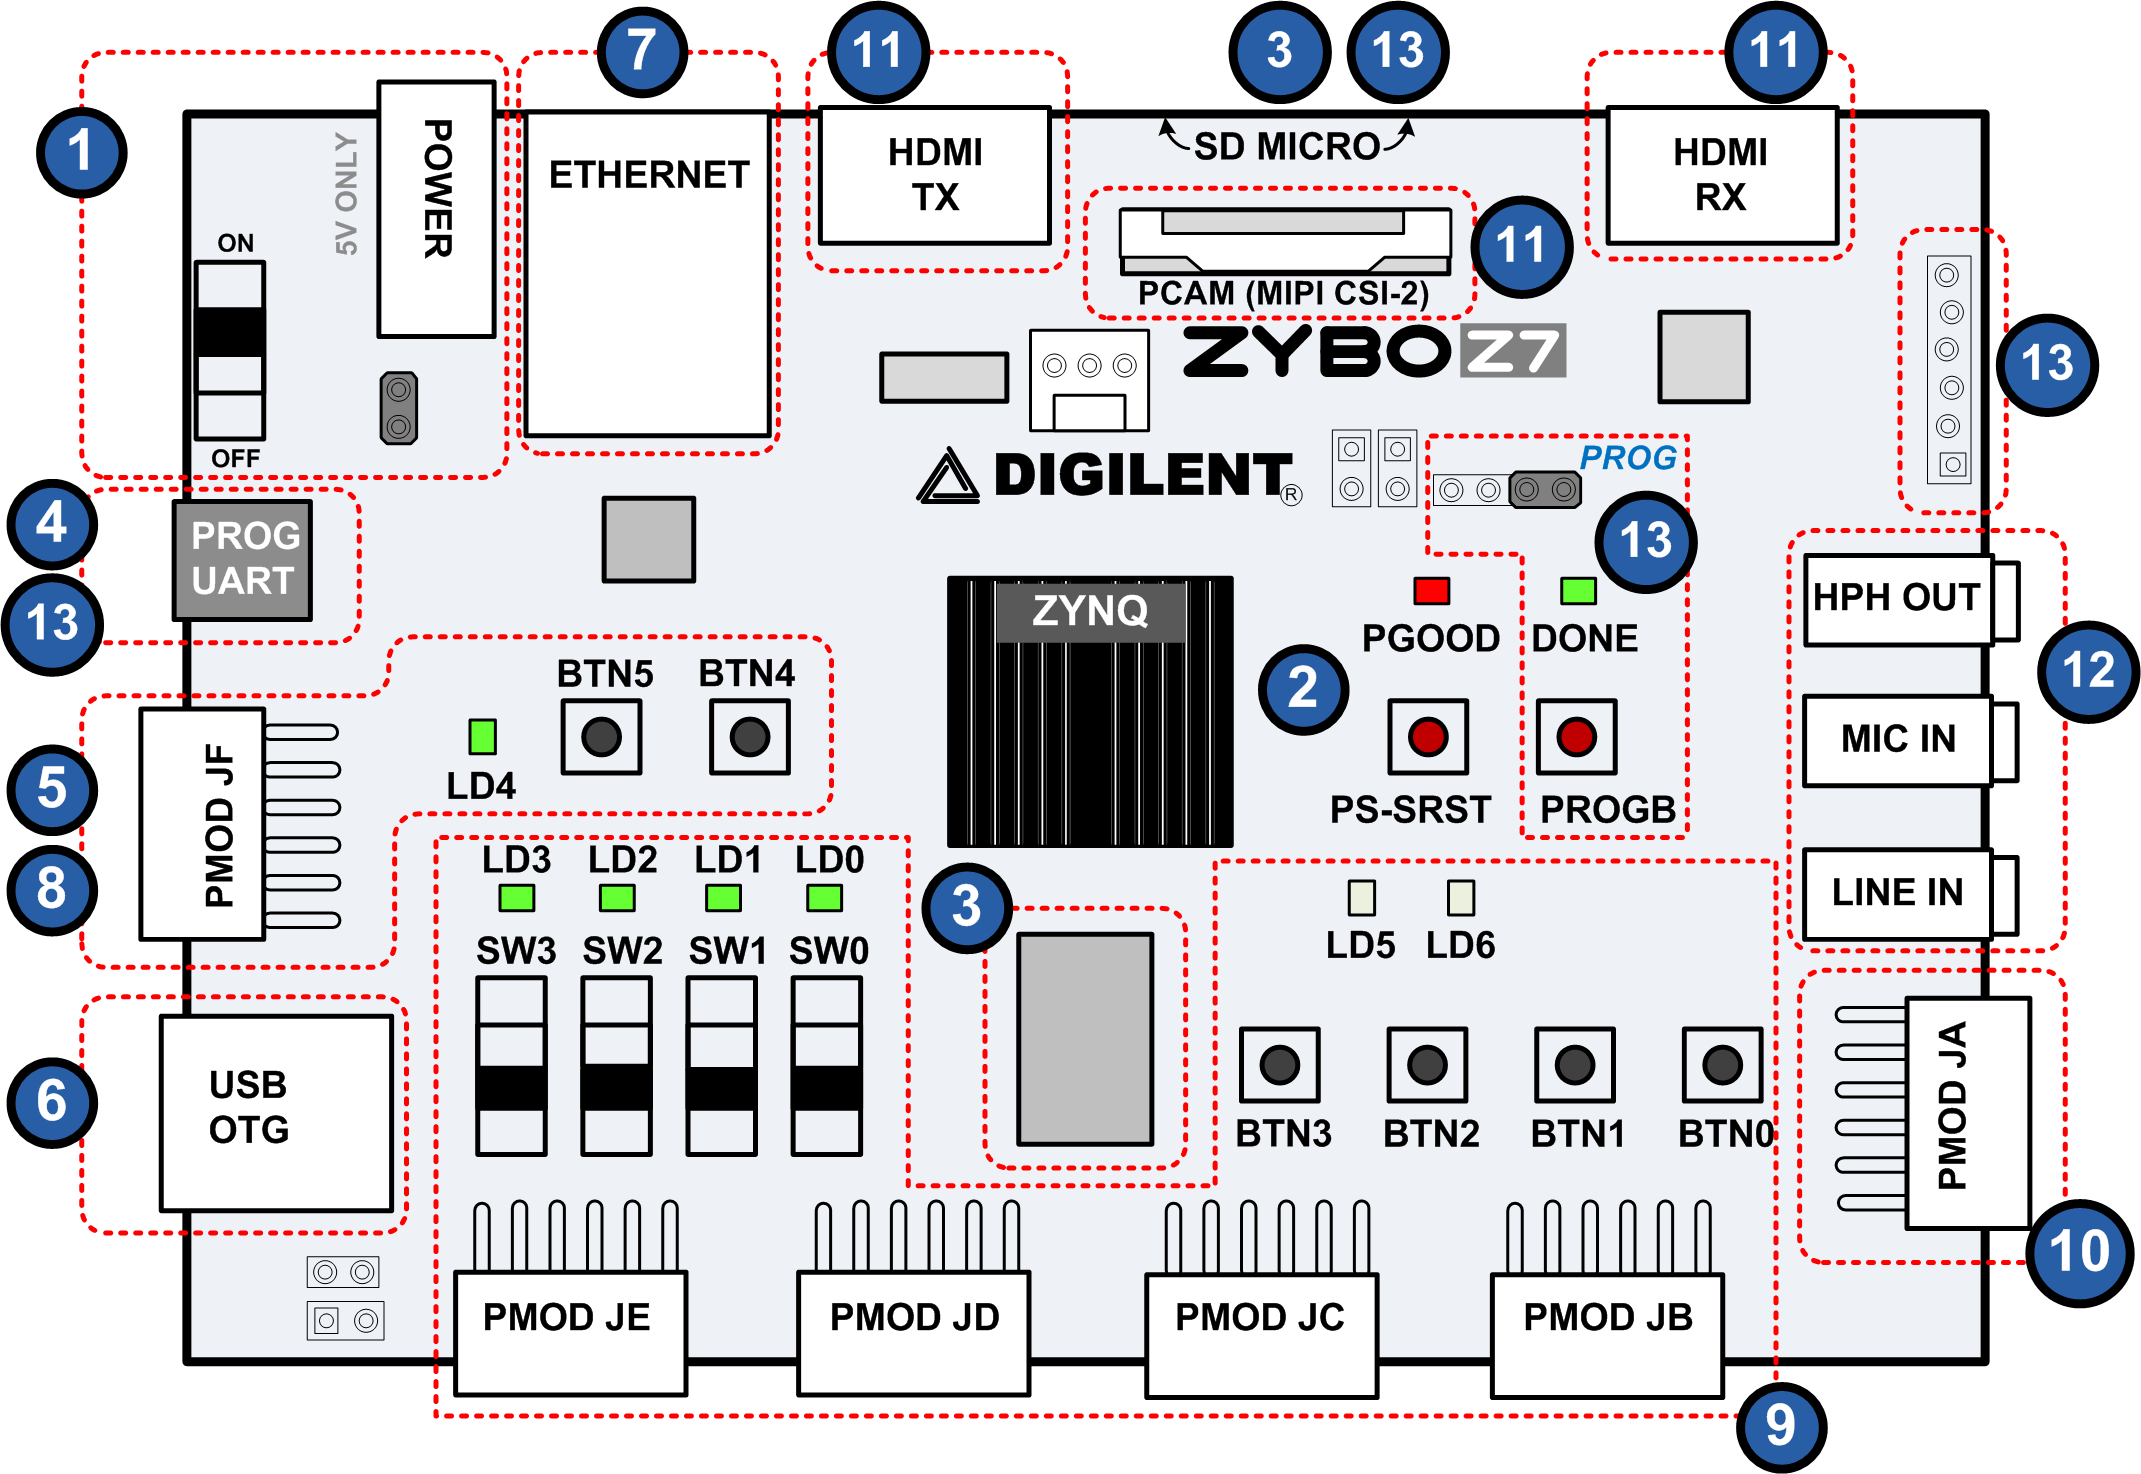 7
11
3
13
11
1
5V ONLY
POWER
ETHERNET
HDMI
TX
SD MICRO
HDMI
RX
ON
OFF
11
PCAM (MIPI CSI-2)
ZYBO Z7
13
DIGILENT®
PROG
13
4
13
PROG
UART
ZYNQ
PGOOD
DONE
2
HPH OUT
12
BTN5
BTN4
LD4
MIC IN
PS-SRST
PROGB
5
8
PMOD JF
LD3
LD2
LD1
LD0
3
LINE IN
SW3
SW2
SW1
SW0
LD5
LD6
6
USB
OTG
BTN3
BTN2
BTN1
BTN0
PMOD JA
10
PMOD JE
PMOD JD
PMOD JC
PMOD JB
9